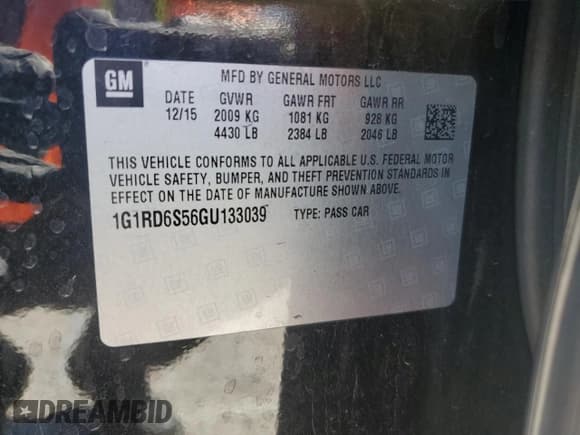 GM
MFD BY GENERAL MOTORS LLC
DATE GVWR GAWR FRT GAWR RR
12/15 2009 KG 1081 KG 928 KG
4430 LB 2384 LB 2046 LB
THIS VEHICLE CONFORMS TO ALL APPLICABLE U.S. FEDERAL MOTOR
VEHICLE SAFETY, BUMPER, AND THEFT PREVENTION STANDARDS IN
EFFECT ON THE DATE OF MANUFACTURE SHOWN ABOVE.
1G1RD6S56GU133039 TYPE: PASS CAR
DREAMBID